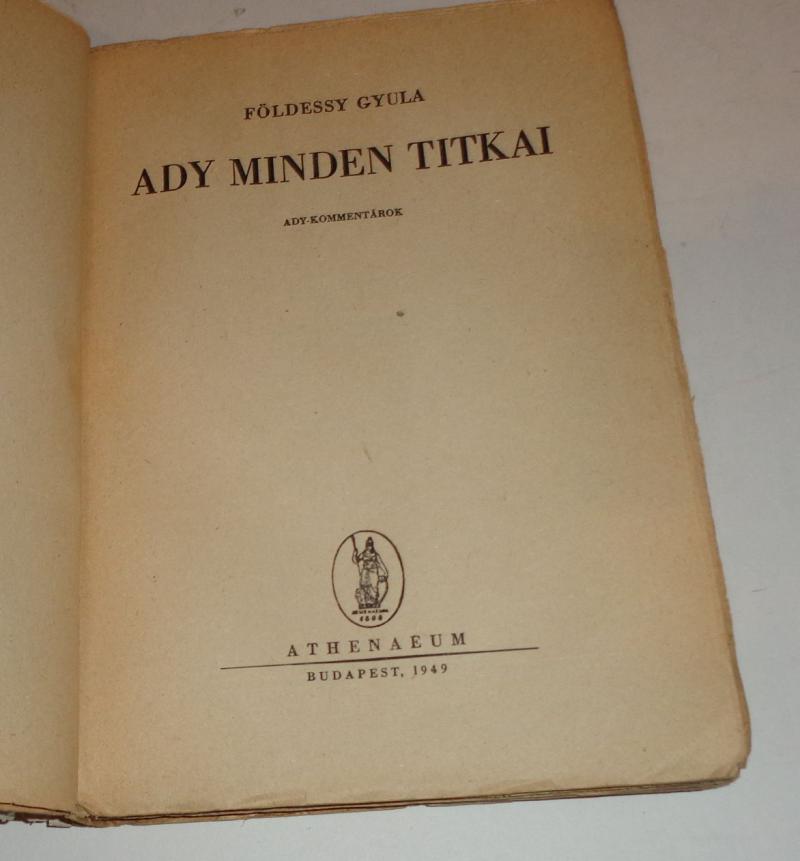 FÖLDESSY GYULA
ADY MINDEN TITKAI
ADY-KOMMENTÁROK
ATHENAEUM
BUDAPEST, 1949